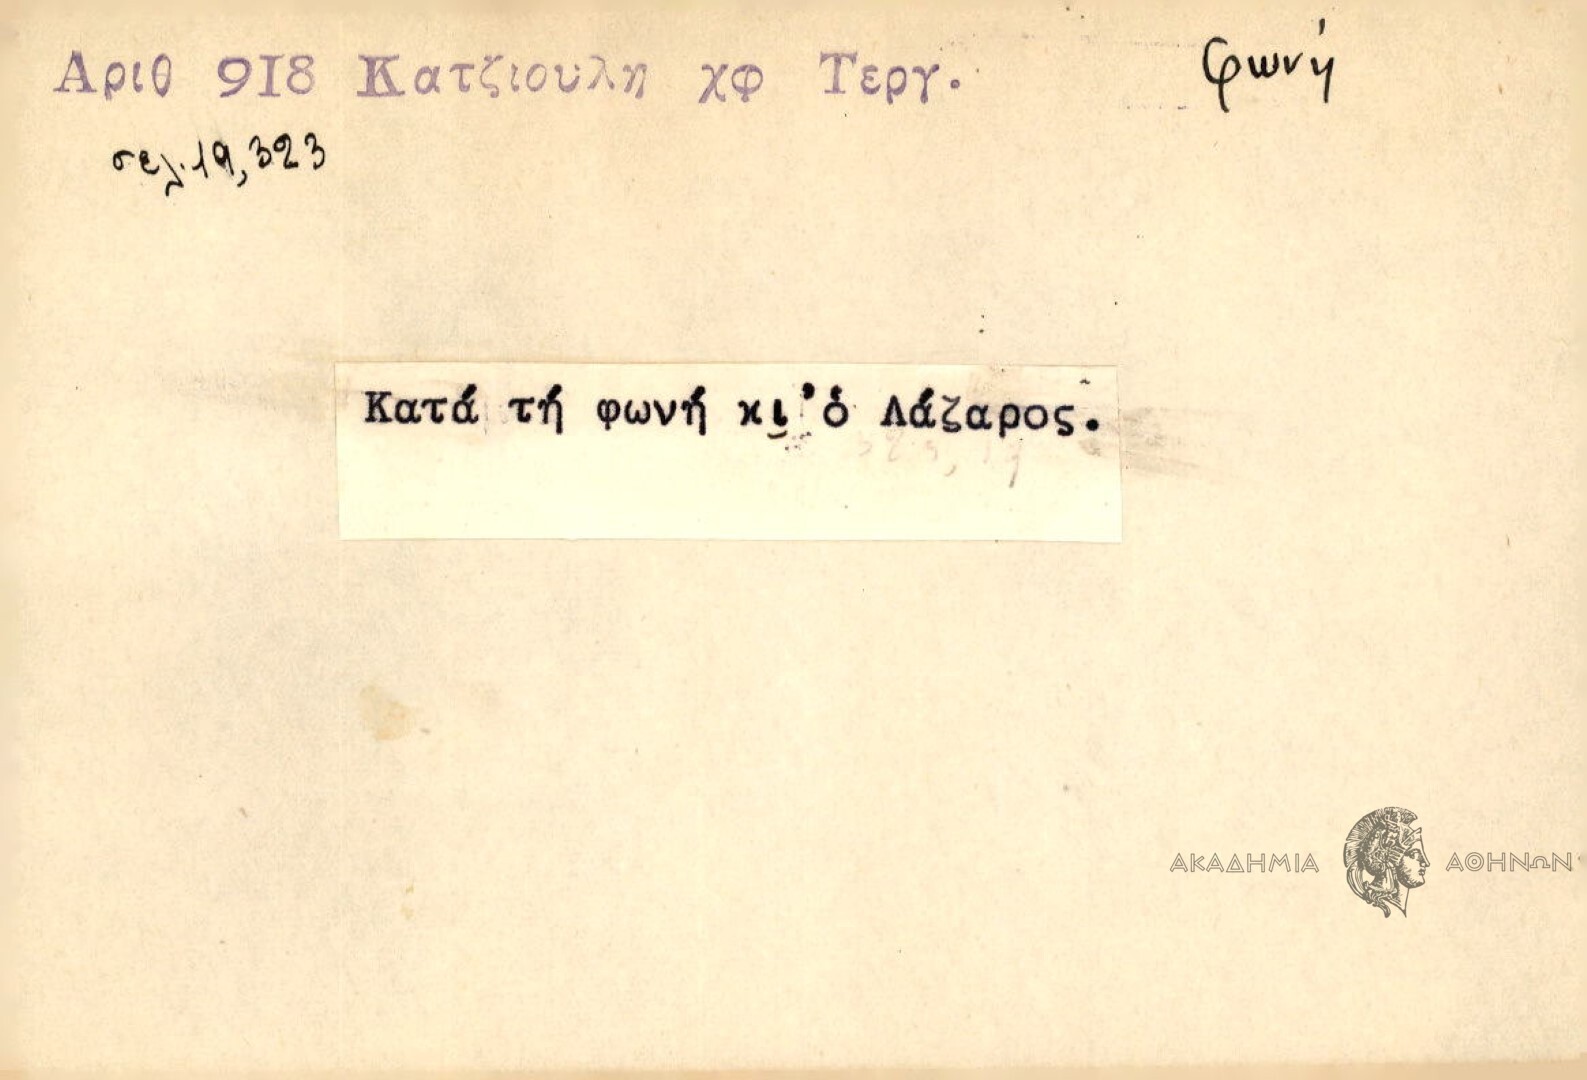 Αριθ 918 Κατζιουλη χφ Τεργ.
φωνή
σελ. 19, 323
Κατά τή φωνή κι'ὁ Λάζαρος.
ΑΚΑΔΗΜΙΑ ΑΘΗΝΩΝ